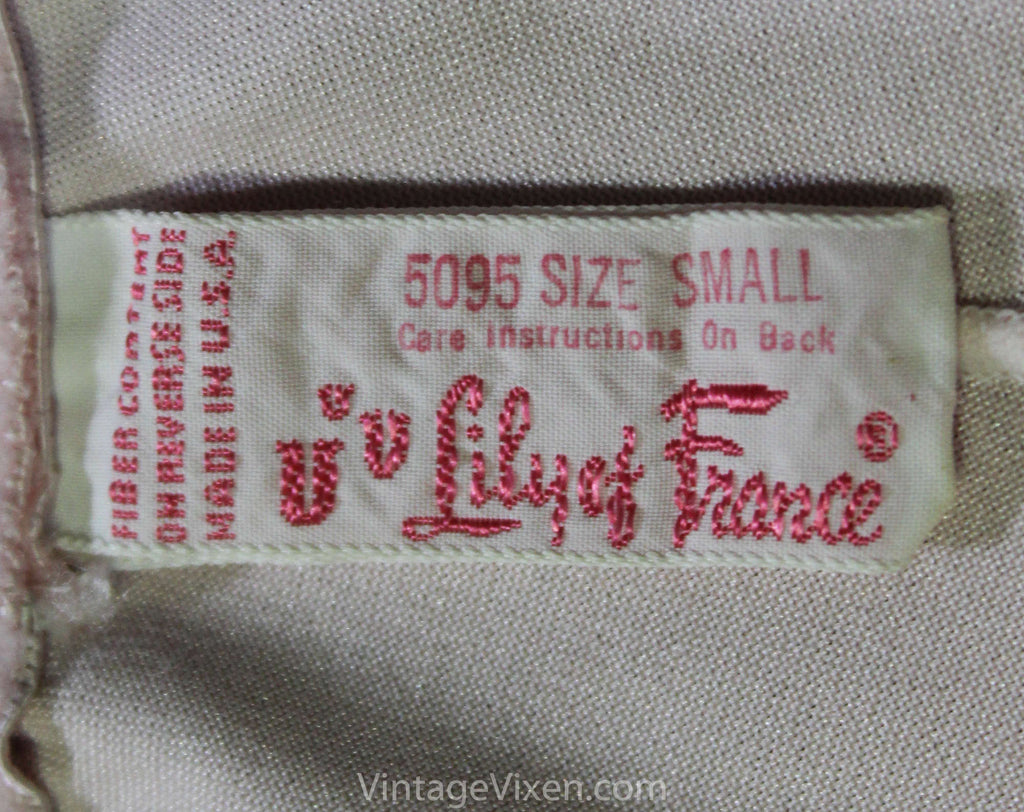 FIBER CONTENT
ON REVERSE SIDE
MADE IN U.S.A.
5095 SIZE SMALL
Care Instructions On Back
Lily of France ®
VintageVixen.com